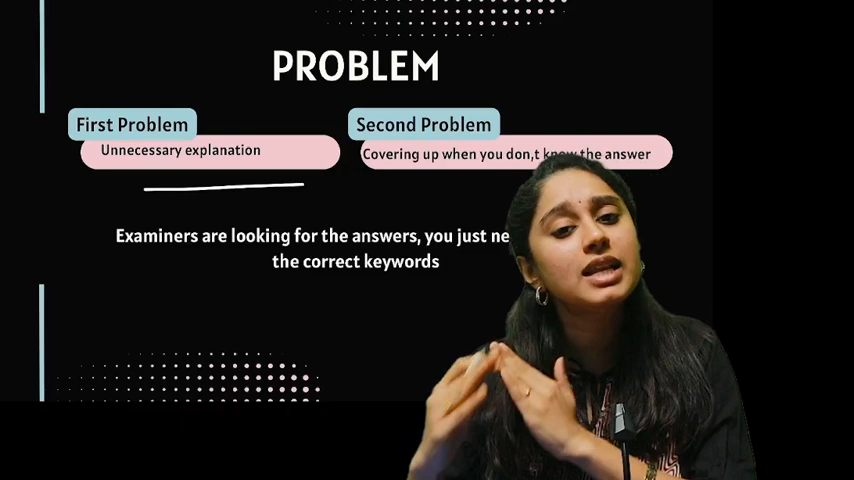 PROBLEM
First Problem
Unnecessary explanation
Second Problem
Covering up when you don,t know the answer
Examiners are looking for the answers, you just
the correct keywords